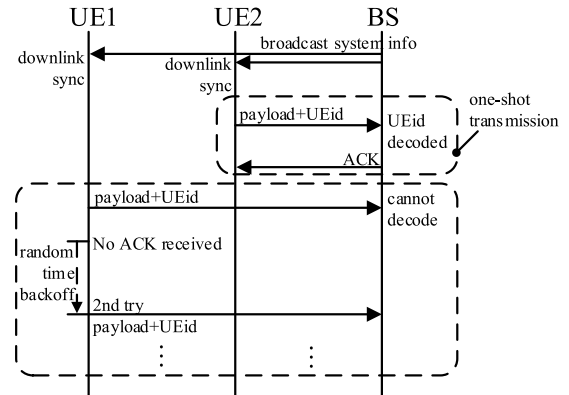 UE1
UE2
BS
broadcast system info
downlink
sync
downlink
sync
payload+UEid
UEid
decoded
one-shot
transmission
ACK
payload+UEid
cannot
decode
No ACK received
random
time
backoff
2nd try
payload+UEid